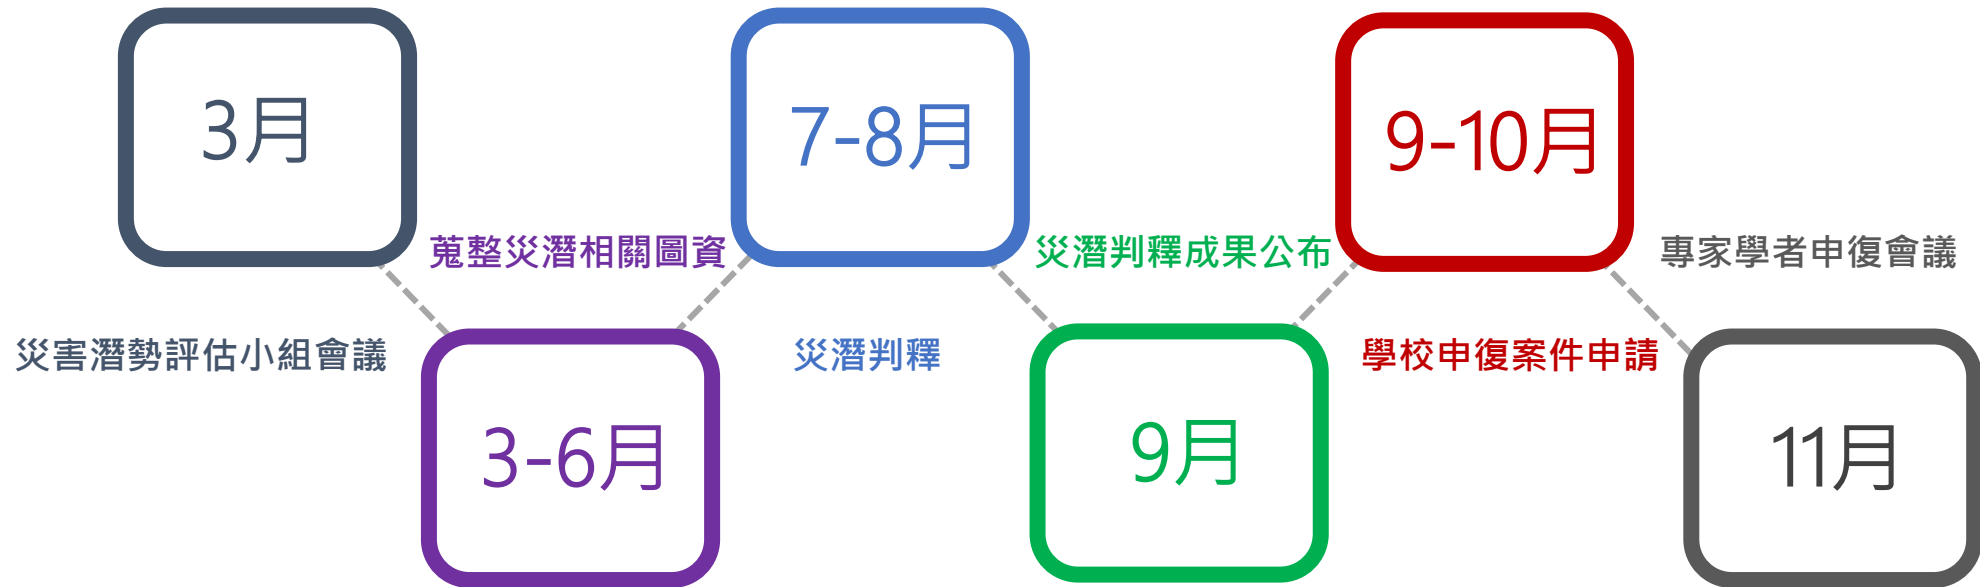 3月
災害潛勢評估小組會議
蒐整災潛相關圖資
3-6月
7-8月
災潛判釋
災潛判釋成果公布
9月
9-10月
學校申復案件申請
專家學者申復會議
11月